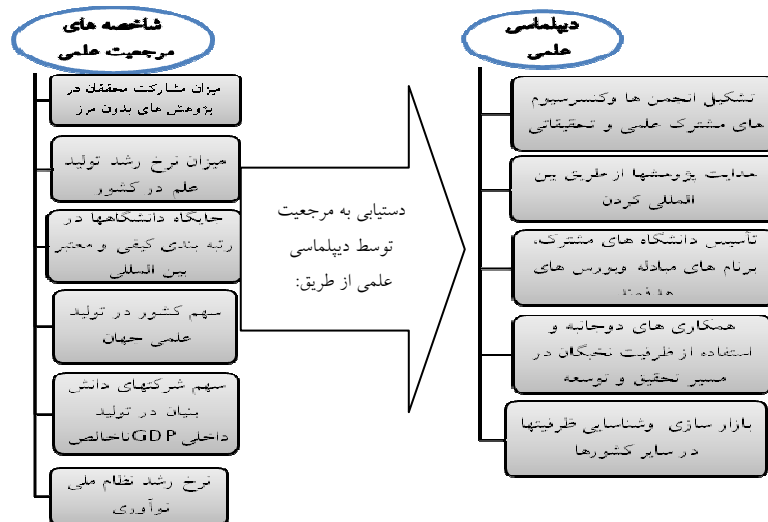 شاخصه های
مرجعیت علمی
میزان مشارکت محققان در
پژوهش های بدون مرز
میزان نرخ رشد تولید
علم در کشور
جایگاه دانشگاهها در
رتبه بندی کیفی و معتبر
بین المللی
سهم کشور در تولید
علمی جهان
سهم شرکتهای دانش
بنیان در تولید
داخلی GDPناخالص
نرخ رشد نظام ملی
نوآوری
دستیابی به مرجعیت
توسط دیپلماسی
علمی از طریق:
دیپلماسی
علمی
تشکیل انجمن ها وکنسرسیوم
های مشترک علمی و تحقیقاتی
هدایت پژوهشها از طریق بین
المللی کردن
تأسیس دانشگاه های مشترک،
برنام های مبادله وبورس های
همکاری های دوجانبه و
استفاده از ظرفیت نخبگان در
مسیر تحقیق و توسعه
بازار سازی وشناسایی ظرفیتها
در سایر کشورها